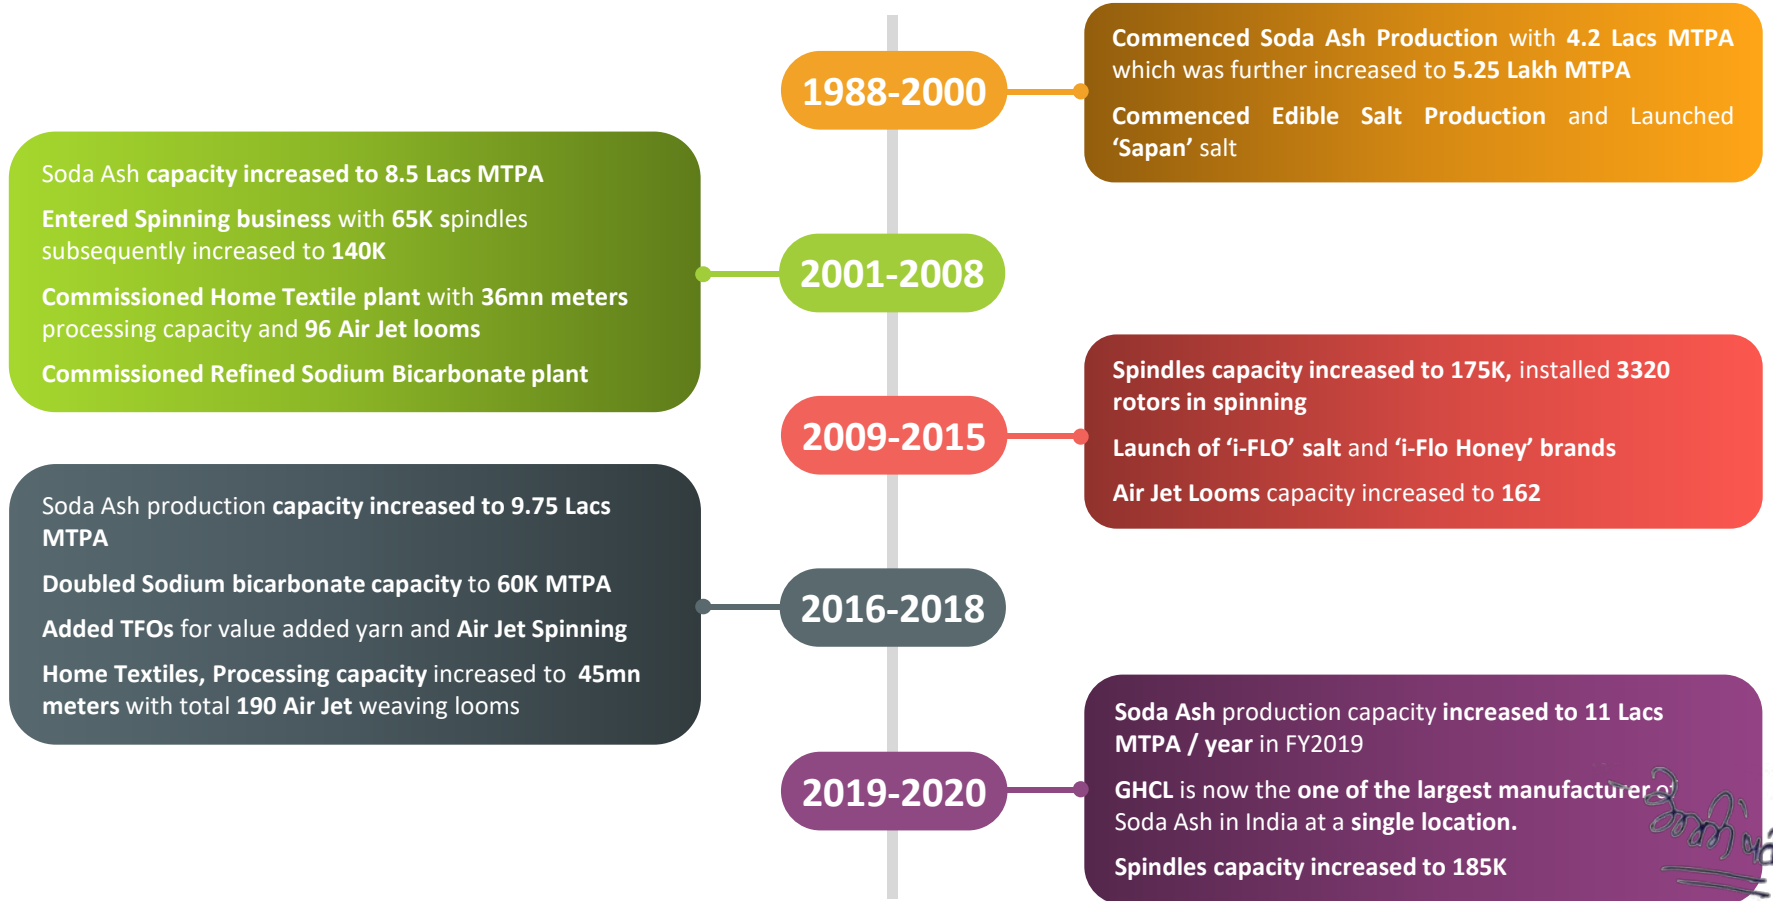 1988-2000
Commenced Soda Ash Production with 4.2 Lacs MTPA
which was further increased to 5.25 Lakh MTPA
Commenced Edible Salt Production and Launched
‘Sapan’ salt
Soda Ash capacity increased to 8.5 Lacs MTPA
Entered Spinning business with 65K spindles
subsequently increased to 140K
Commissioned Home Textile plant with 36mn meters
processing capacity and 96 Air Jet looms
Commissioned Refined Sodium Bicarbonate plant
2001-2008
2009-2015
Spindles capacity increased to 175K, installed 3320
rotors in spinning
Launch of ‘i-FLO’ salt and ‘i-Flo Honey’ brands
Air Jet Looms capacity increased to 162
Soda Ash production capacity increased to 9.75 Lacs
MTPA
Doubled Sodium bicarbonate capacity to 60K MTPA
Added TFOs for value added yarn and Air Jet Spinning
Home Textiles, Processing capacity increased to 45mn
meters with total 190 Air Jet weaving looms
2016-2018
2019-2020
Soda Ash production capacity increased to 11 Lacs
MTPA / year in FY2019
GHCL is now the one of the largest manufacturer of
Soda Ash in India at a single location.
Spindles capacity increased to 185K